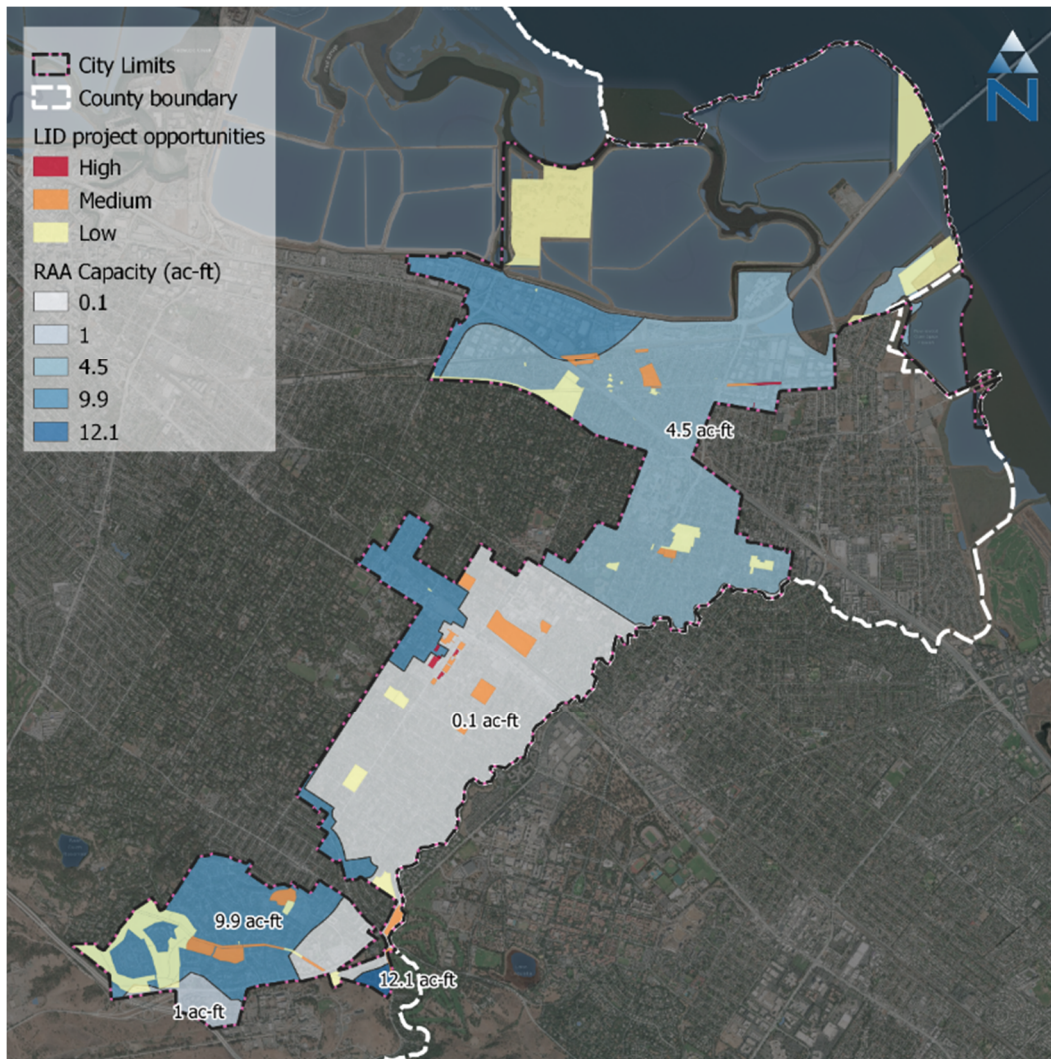 City Limits
County boundary
LID project opportunities
High
Medium
Low
RAA Capacity (ac-ft)
0.1
1
4.5
9.9
12.1
N
4.5 ac-ft
0.1 ac-ft
9.9 ac-ft
12.1 ac-ft
1 ac-ft